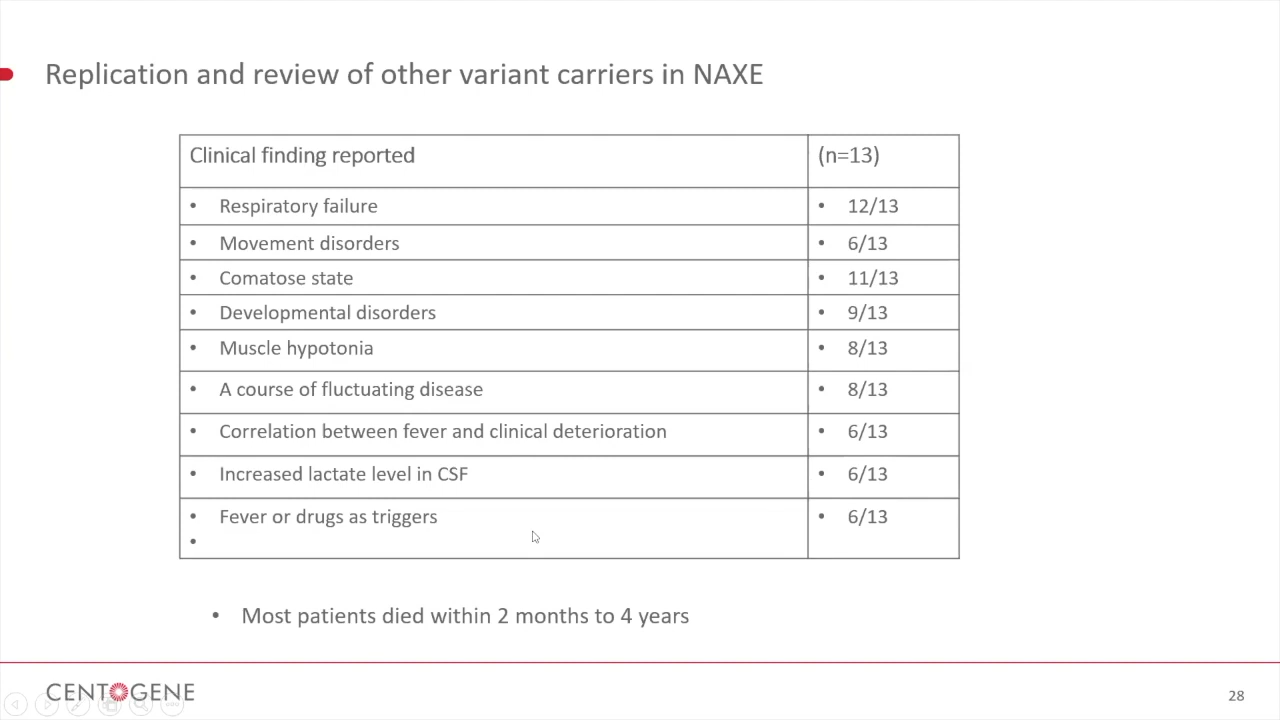 Replication and review of other variant carriers in NAXE
Clinical finding reported (n=13)
• Respiratory failure • 12/13
• Movement disorders • 6/13
• Comatose state • 11/13
• Developmental disorders • 9/13
• Muscle hypotonia • 8/13
• A course of fluctuating disease • 8/13
• Correlation between fever and clinical deterioration • 6/13
• Increased lactate level in CSF • 6/13
• Fever or drugs as triggers • 6/13
•
• Most patients died within 2 months to 4 years
CENTOGENE
28